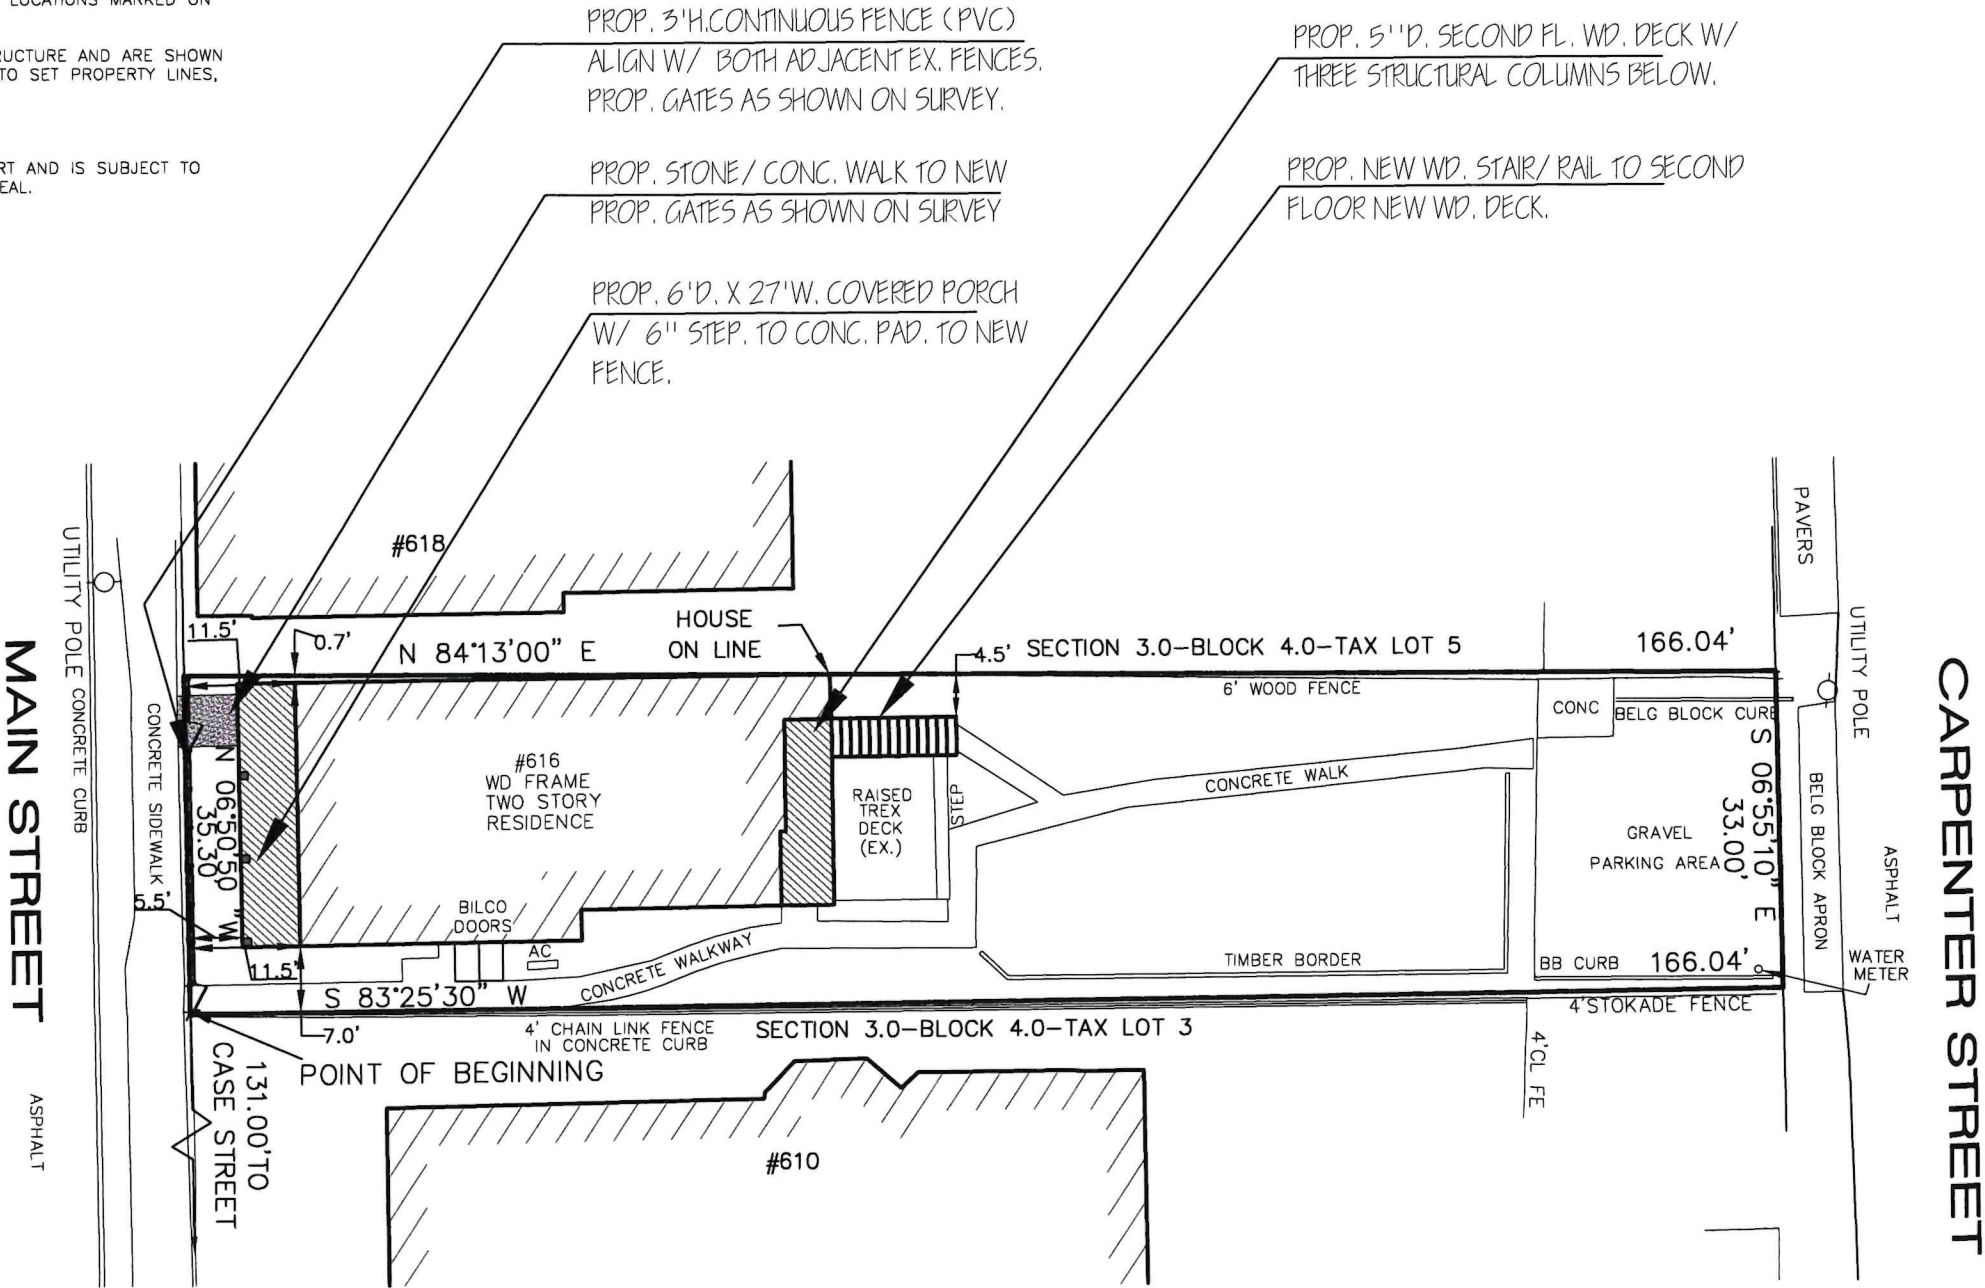 LOCATIONS MARKED ON
RUCTURE AND ARE SHOWN
TO SET PROPERTY LINES,
RT AND IS SUBJECT TO
EAL.
PROP. 3'H.CONTINUOUS FENCE (PVC)
ALIGN W/ BOTH ADJACENT EX. FENCES.
PROP. GATES AS SHOWN ON SURVEY.
PROP. STONE/ CONC. WALK TO NEW
PROP. GATES AS SHOWN ON SURVEY
PROP. 6'D. X 27'W. COVERED PORCH
W/ 6" STEP. TO CONC. PAD. TO NEW
FENCE.
PROP. 5''D. SECOND FL. WD. DECK W/
THREE STRUCTURAL COLUMNS BELOW.
PROP. NEW WD. STAIR/ RAIL TO SECOND
FLOOR NEW WD. DECK.
MAIN STREET
ASPHALT
UTILITY POLE
CONCRETE CURB
CONCRETE SIDEWALK
#618
11.5'
0.7'
N 84°13'00" E
HOUSE
ON LINE
4.5'
SECTION 3.0-BLOCK 4.0-TAX LOT 5
166.04'
6' WOOD FENCE
CONC
BELG BLOCK CURB
N 06°50'50 "W
35.30'
5.5'
11.5'
#616
WD FRAME
TWO STORY
RESIDENCE
BILCO
DOORS
AC
RAISED
TREX
DECK
(EX.)
STEP
CONCRETE WALK
GRAVEL
PARKING AREA
S 06°55'10" E
33.00'
TIMBER BORDER
BB CURB
166.04'
CONCRETE WALKWAY
S 83°25'30" W
7.0'
4' CHAIN LINK FENCE
IN CONCRETE CURB
SECTION 3.0-BLOCK 4.0-TAX LOT 3
4'STOKADE FENCE
4'CL FE
POINT OF BEGINNING
131.00'TO
CASE STREET
#610
PAVERS
UTILITY POLE
BELG BLOCK APRON
ASPHALT
WATER
METER
CARPENTER STREET